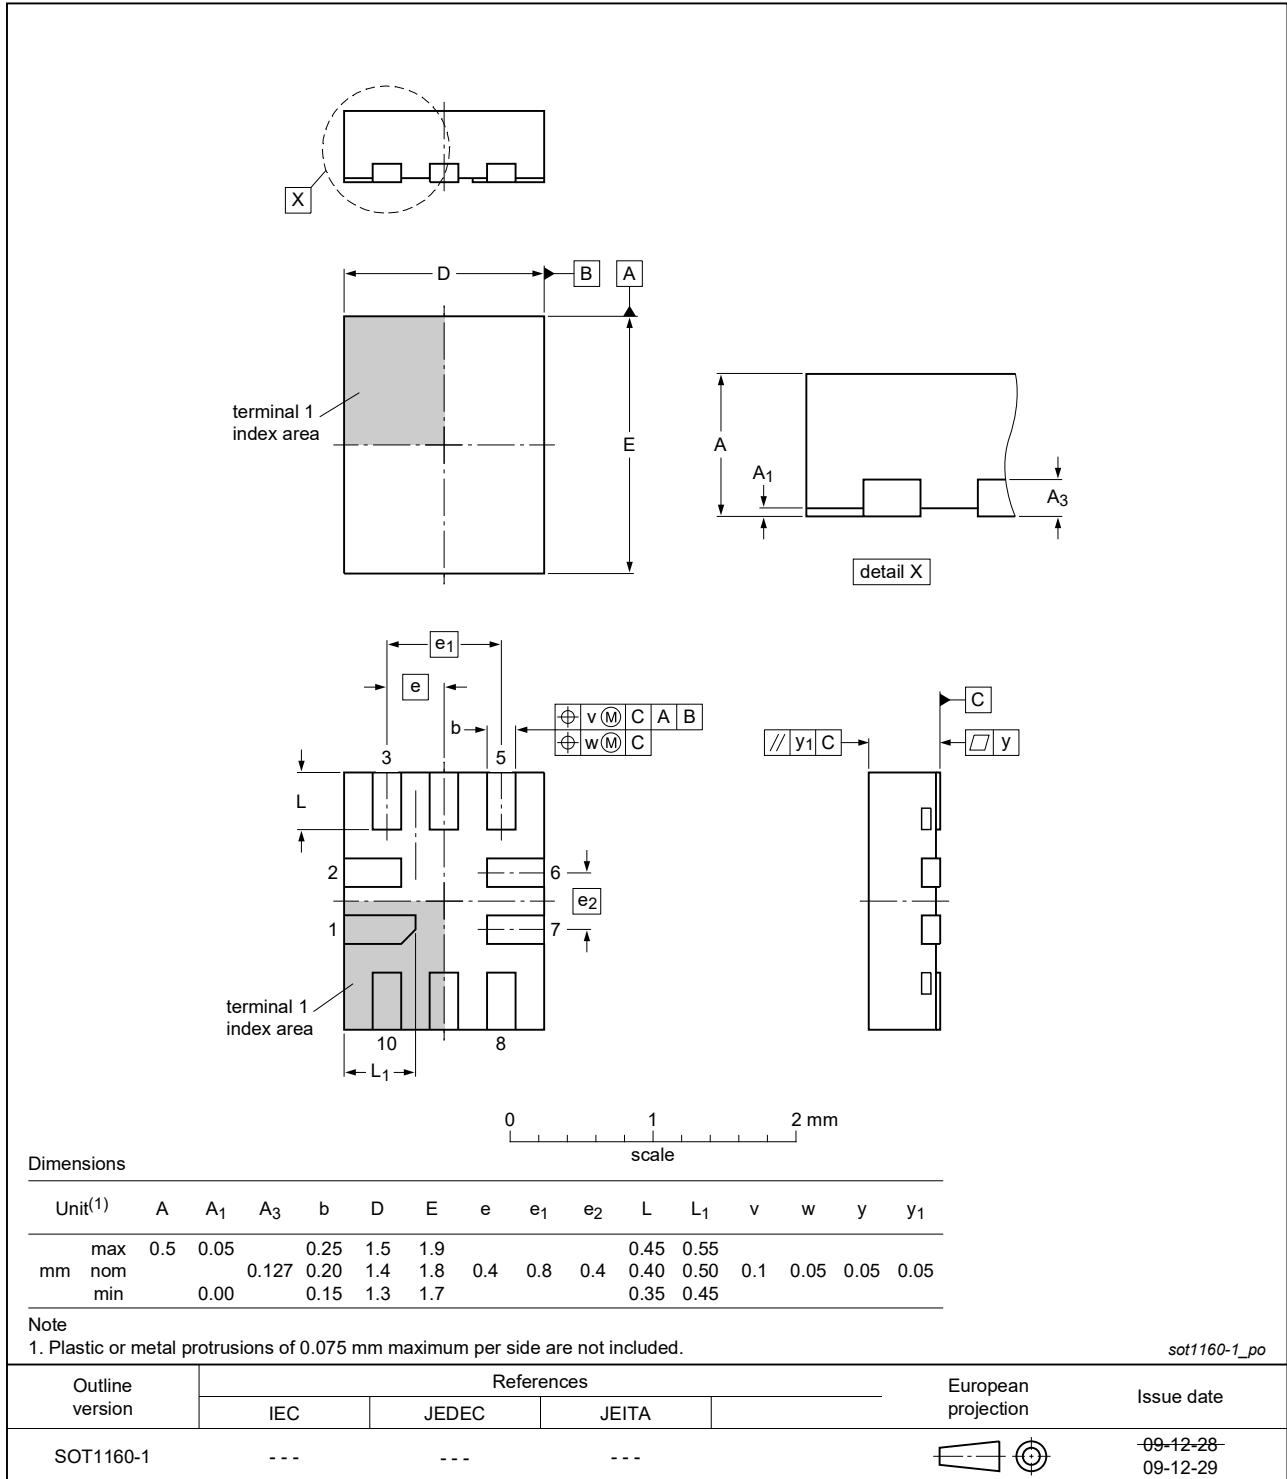 X
D
B
A
terminal 1
index area
E
A
A1
A3
detail X
e1
e
b
v M C A B
w M C
L
3
5
2
6
e2
1
7
terminal 1
index area
10
8
L1
C
// y1 C
y
0 1 2 mm
scale
Dimensions
Unit(1) A A1 A3 b D E e e1 e2 L L1 v w y y1
max 0.5 0.05 0.25 1.5 1.9 0.45 0.55
mm nom 0.127 0.20 1.4 1.8 0.4 0.8 0.4 0.40 0.50 0.1 0.05 0.05 0.05
min 0.00 0.15 1.3 1.7 0.35 0.45
Note
1. Plastic or metal protrusions of 0.075 mm maximum per side are not included.
sot1160-1_po
Outline
version
References
IEC JEDEC JEITA
European
projection
Issue date
SOT1160-1 - - - - - - - - -
09-12-28
09-12-29